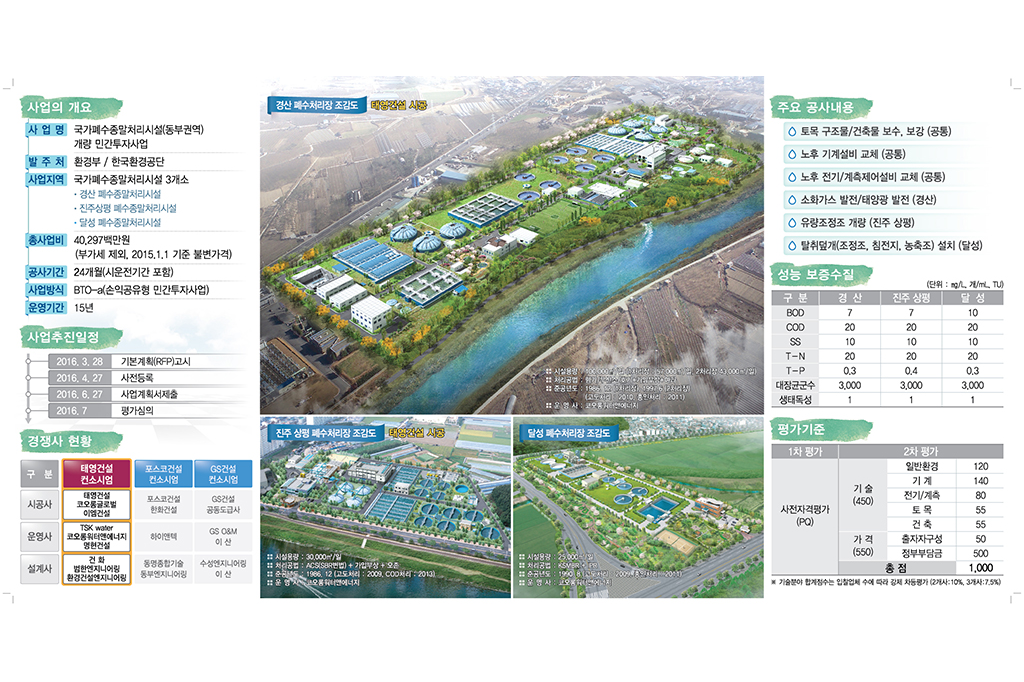 사업의 개요
사 업 명 국가폐수종말처리시설(동부권역)
개량 민간투자사업
발 주 처 환경부 / 한국환경공단
사업지역 국가폐수종말처리시설 3개소
· 경산 폐수종말처리시설
· 진주상평 폐수종말처리시설
· 달성 폐수종말처리시설
총사업비 40,297백만원
(부가세 제외, 2015.1.1 기준 불변가격)
공사기간 24개월(시운전기간 포함)
사업방식 BTO-a(손익공유형 민간투자사업)
운영기간 15년
사업추진일정
2016. 3. 28 기본계획(RFP)고시
2016. 4. 27 사전등록
2016. 6. 27 사업계획서제출
2016. 7 평가심의
경쟁사 현황
구 분 태영건설 컨소시엄 포스코건설 컨소시엄 GS건설 컨소시엄
시공사 태영건설 코오롱글로벌 이엠건설 포스코건설 한화건설 GS건설 공동도급사
운영사 TSK water 코오롱워터앤에너지 명현건설 하이엔텍 GS O&M 이 산
설계사 건 화 범한엔지니어링 환경건설엔지니어링 동명종합기술 동부엔지니어링 수성엔지니어링 이 산
경산 폐수처리장 조감도 태영건설 시공
(고도처리 : 2010, 총인처리 : 2011)
운 영 사 : 코오롱워터앤에너지
진주 상평 폐수처리장 조감도 태영건설 시공
시설용량 : 30,000㎥/일
처리공법 : ACS(SBR변법) + 가압부상 + 오존
준공년도 : 1986. 12 (고도처리 : 2009, COD처리 : 2013)
운 영 사 : 코오롱워터앤에너지
달성 폐수처리장 조감도
시설용량 : 25,000㎥/일
처리공법 : KSMBR + IPR
운 영 사 : 코오롱워터앤에너지
주요 공사내용
토목 구조물/건축물 보수, 보강 (공통)
노후 기계설비 교체 (공통)
노후 전기/계측제어설비 교체 (공통)
소화가스 발전/태양광 발전 (경산)
유량조정조 개량 (진주 상평)
탈취덮개(조정조, 침전지, 농축조) 설치 (달성)
성능 보증수질
(단위 : ㎎/L, 개/mL, TU)
구 분 경 산 진주 상평 달 성
BOD 7 7 10
COD 20 20 20
SS 10 10 10
T-N 20 20 20
T-P 0.3 0.4 0.3
대장균군수 3,000 3,000 3,000
생태독성 1 1 1
평가기준
1차 평가 2차 평가
사전자격평가 (PQ)
기 술 (450)
일반환경 120
기 계 140
전기/계측 80
토 목 55
건 축 55
가 격 (550)
출자자구성 50
정부부담금 500
총 점 1,000
※ 기술분야 합계점수는 입찰업체 수에 따라 강제 차등평가 (2개사:10%, 3개사:7.5%)